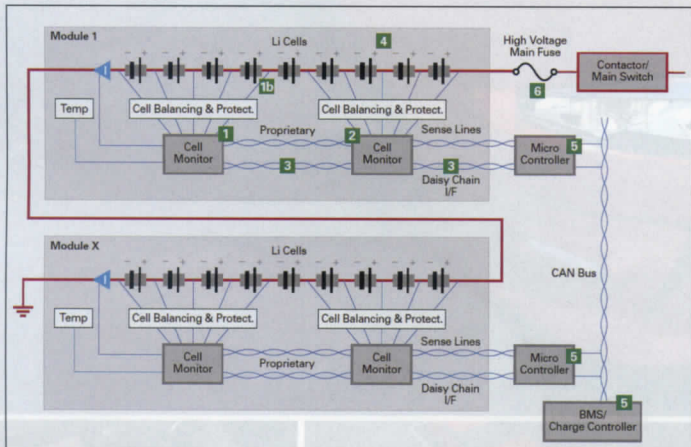 Module 1
Li Cells
4
High Voltage
Main Fuse
6
Contactor/
Main Switch
- + - + - + - + - + - + - + - + - +
1b
Temp
Cell Balancing & Protect.
Cell Balancing & Protect.
1
Cell
Monitor
Proprietary
3
2
Cell
Monitor
Sense Lines
3
Daisy Chain
I/F
5
Micro
Controller
CAN Bus
Module X
Li Cells
- + - + - + - + - + - + - + - + - +
Temp
Cell Balancing & Protect.
Cell Balancing & Protect.
Cell
Monitor
Proprietary
Cell
Monitor
Sense Lines
Daisy Chain
I/F
5
Micro
Controller
5
BMS/
Charge Controller